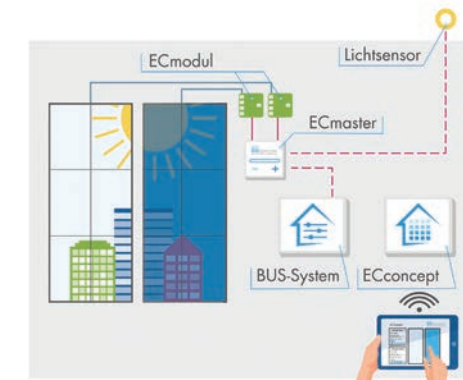 Lichtsensor
ECmodul
ECmaster
BUS-System
ECconcept